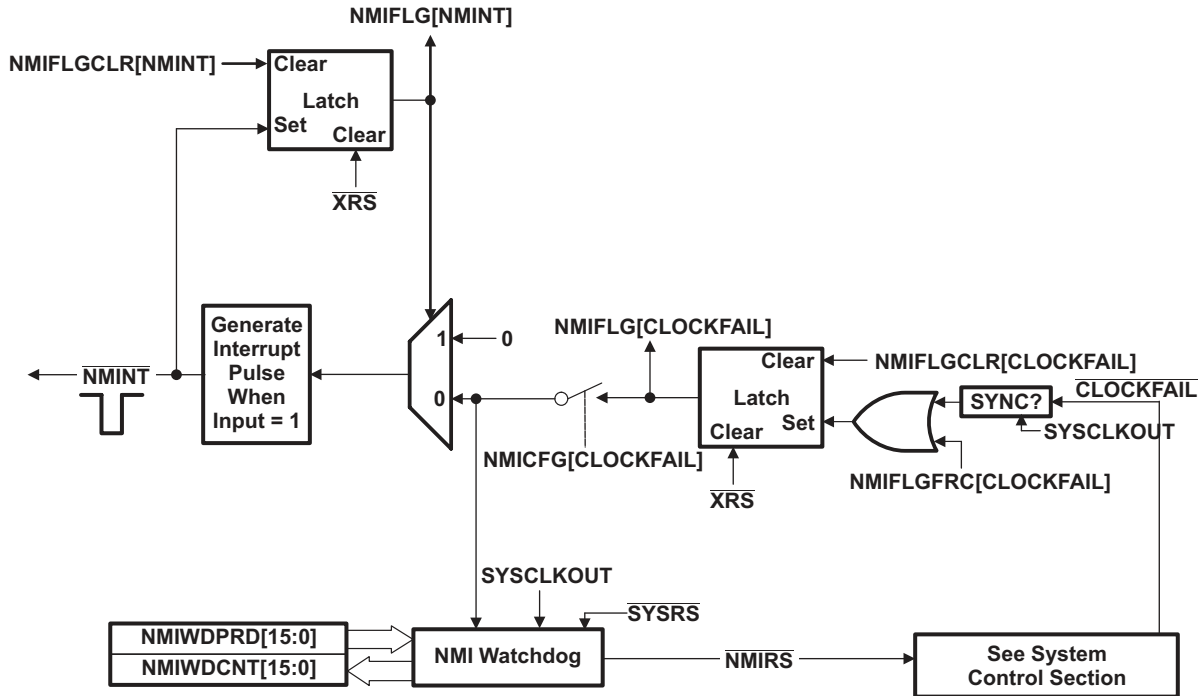 NMIFLG[NMINT]
NMIFLGCLR[NMINT]
Clear
Latch
Set
Clear
XRS
Generate
Interrupt
Pulse
When
Input = 1
NMINT
1
0
0
NMIFLG[CLOCKFAIL]
NMICFG[CLOCKFAIL]
Clear
Latch
Set
Clear
XRS
NMIFLGCLR[CLOCKFAIL]
CLOCKFAIL
SYNC?
SYSCLKOUT
NMIFLGFRC[CLOCKFAIL]
SYSCLKOUT
SYSRS
NMIWDPRD[15:0]
NMIWDCNT[15:0]
NMI Watchdog
NMIRS
See System
Control Section